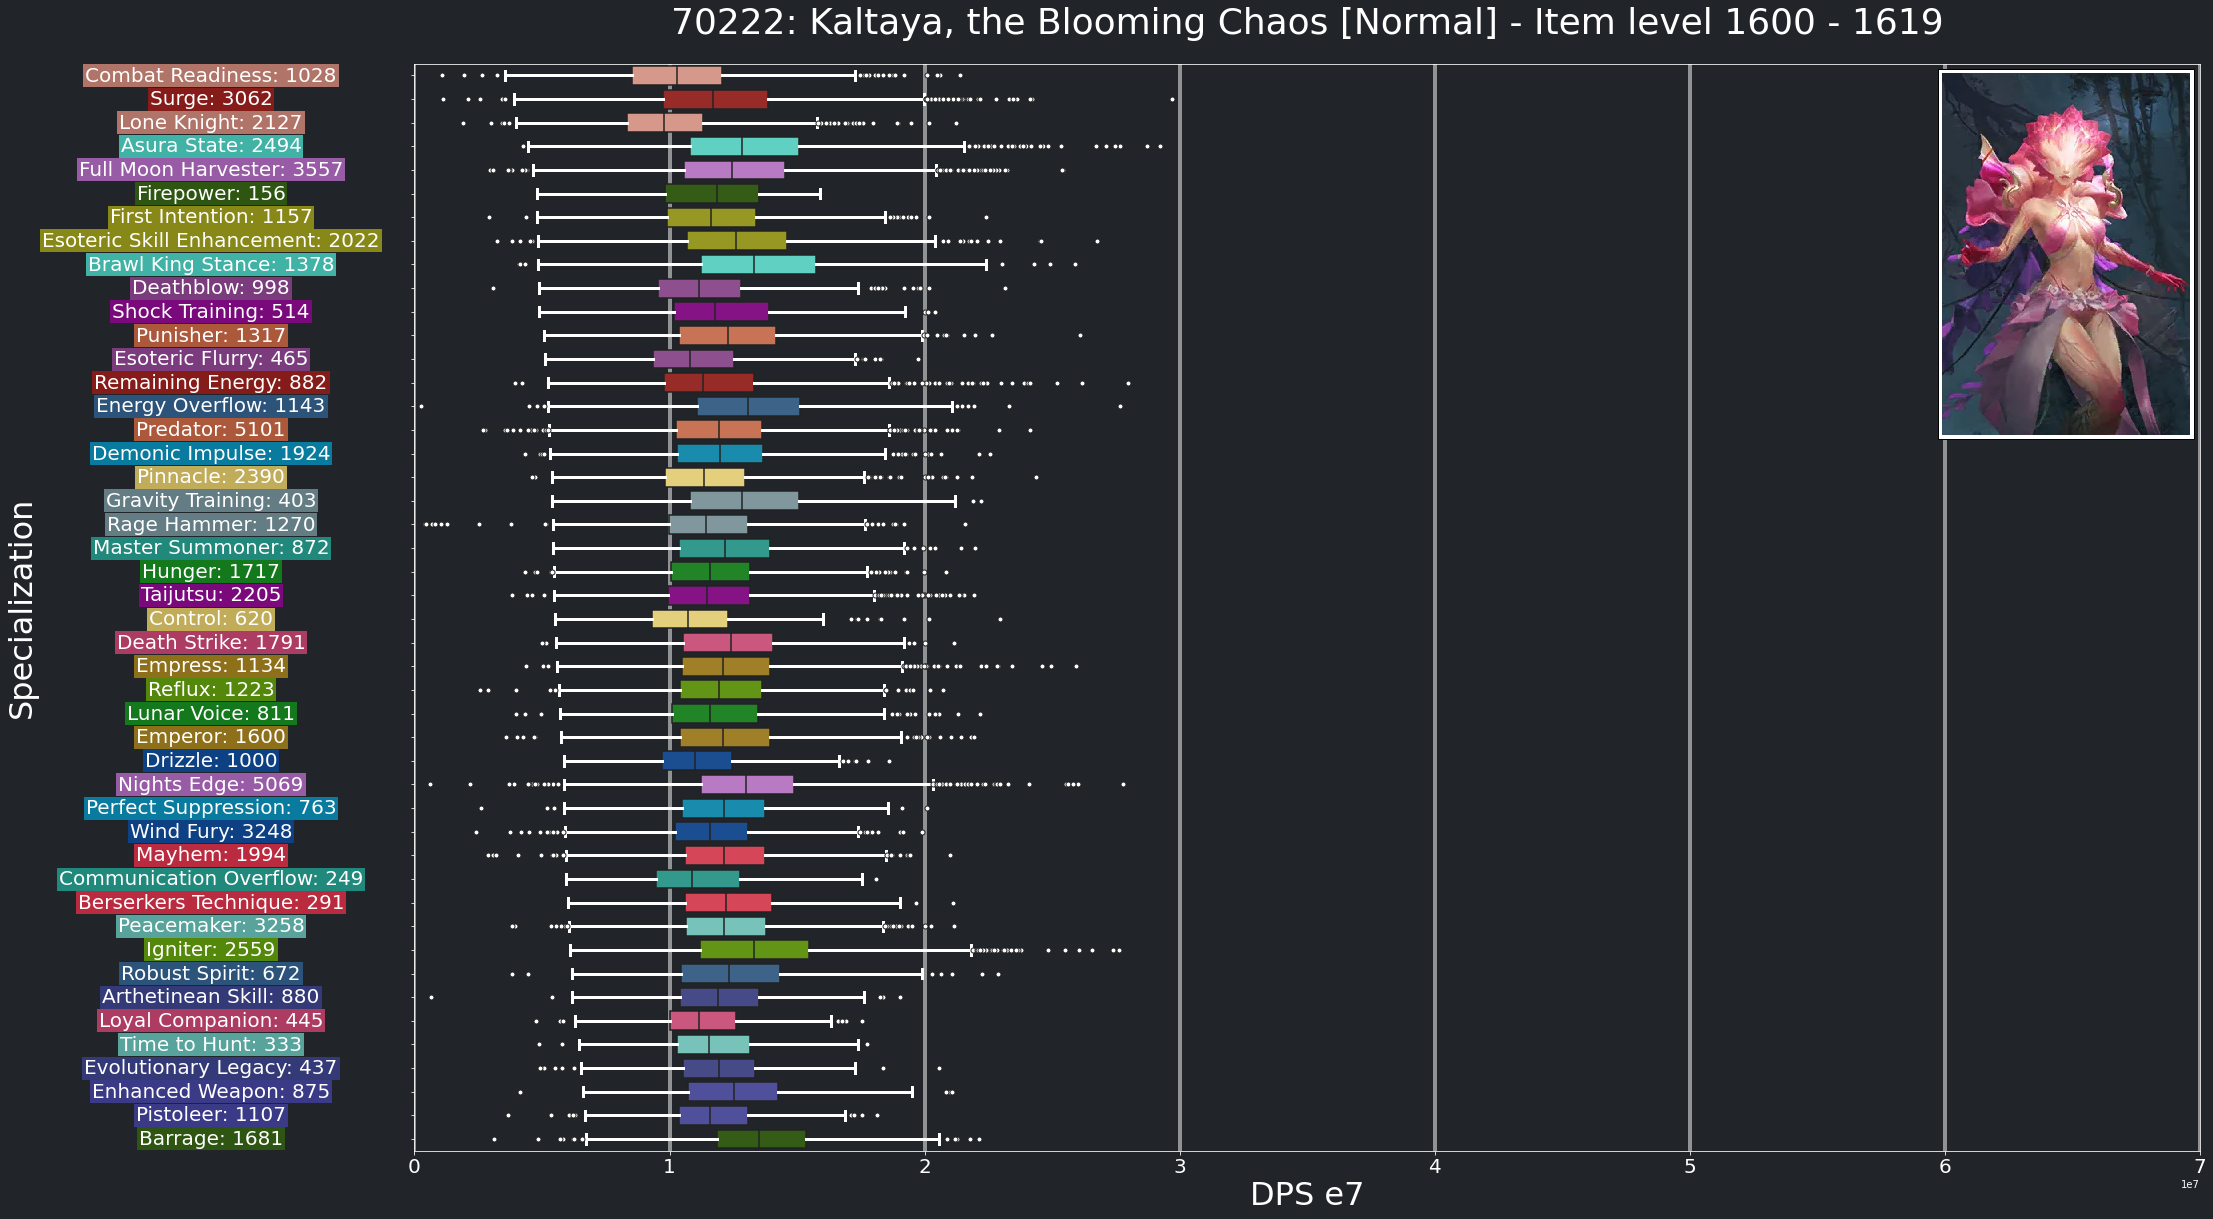 70222: Kaltaya, the Blooming Chaos [Normal] - Item level 1600 - 1619
Specialization
Combat Readiness: 1028
Surge: 3062
Lone Knight: 2127
Asura State: 2494
Full Moon Harvester: 3557
Firepower: 156
First Intention: 1157
Esoteric Skill Enhancement: 2022
Brawl King Stance: 1378
Deathblow: 998
Shock Training: 514
Punisher: 1317
Esoteric Flurry: 465
Remaining Energy: 882
Energy Overflow: 1143
Predator: 5101
Demonic Impulse: 1924
Pinnacle: 2390
Gravity Training: 403
Rage Hammer: 1270
Master Summoner: 872
Hunger: 1717
Taijutsu: 2205
Control: 620
Death Strike: 1791
Empress: 1134
Reflux: 1223
Lunar Voice: 811
Emperor: 1600
Drizzle: 1000
Nights Edge: 5069
Perfect Suppression: 763
Wind Fury: 3248
Mayhem: 1994
Communication Overflow: 249
Berserkers Technique: 291
Peacemaker: 3258
Igniter: 2559
Robust Spirit: 672
Arthetinean Skill: 880
Loyal Companion: 445
Time to Hunt: 333
Evolutionary Legacy: 437
Enhanced Weapon: 875
Pistoleer: 1107
Barrage: 1681
0 1 2 3 4 5 6 7
1e7
DPS e7